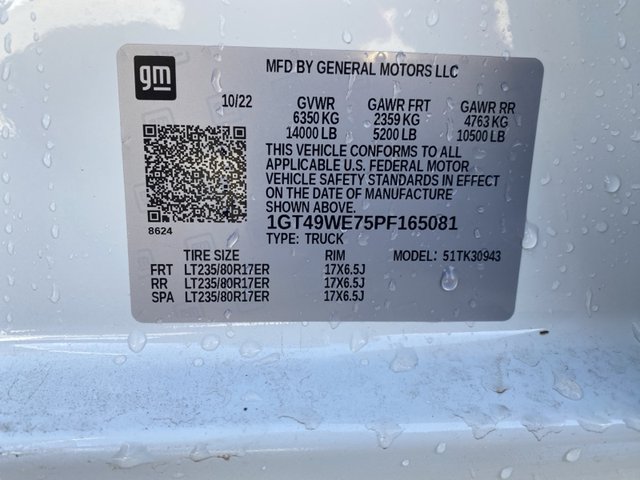 gm
MFD BY GENERAL MOTORS LLC
10/22 GVWR GAWR FRT GAWR RR
6350 KG 2359 KG 4763 KG
14000 LB 5200 LB 10500 LB
THIS VEHICLE CONFORMS TO ALL
APPLICABLE U.S. FEDERAL MOTOR
VEHICLE SAFETY STANDARDS IN EFFECT
ON THE DATE OF MANUFACTURE
SHOWN ABOVE.
8624 1GT49WE75PF165081
TYPE: TRUCK
TIRE SIZE RIM MODEL: 51TK30943
FRT LT235/80R17ER 17X6.5J
RR LT235/80R17ER 17X6.5J
SPA LT235/80R17ER 17X6.5J